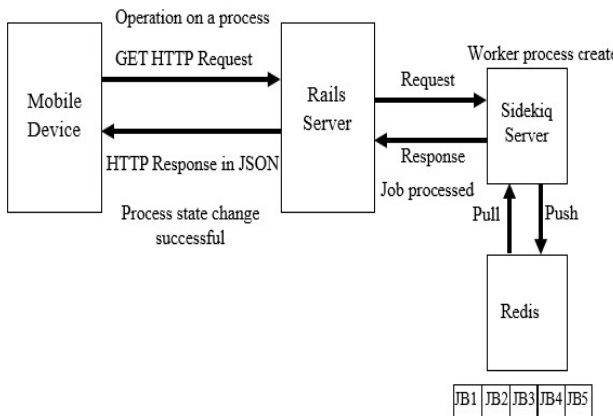 Operation on a process
GET HTTP Request
Mobile
Device
HTTP Response in JSON
Process state change
successful
Rails
Server
Request
Response
Job processed
Worker process create
Sidekiq
Server
Pull
Push
Redis
JB1 JB2 JB3 JB4 JB5